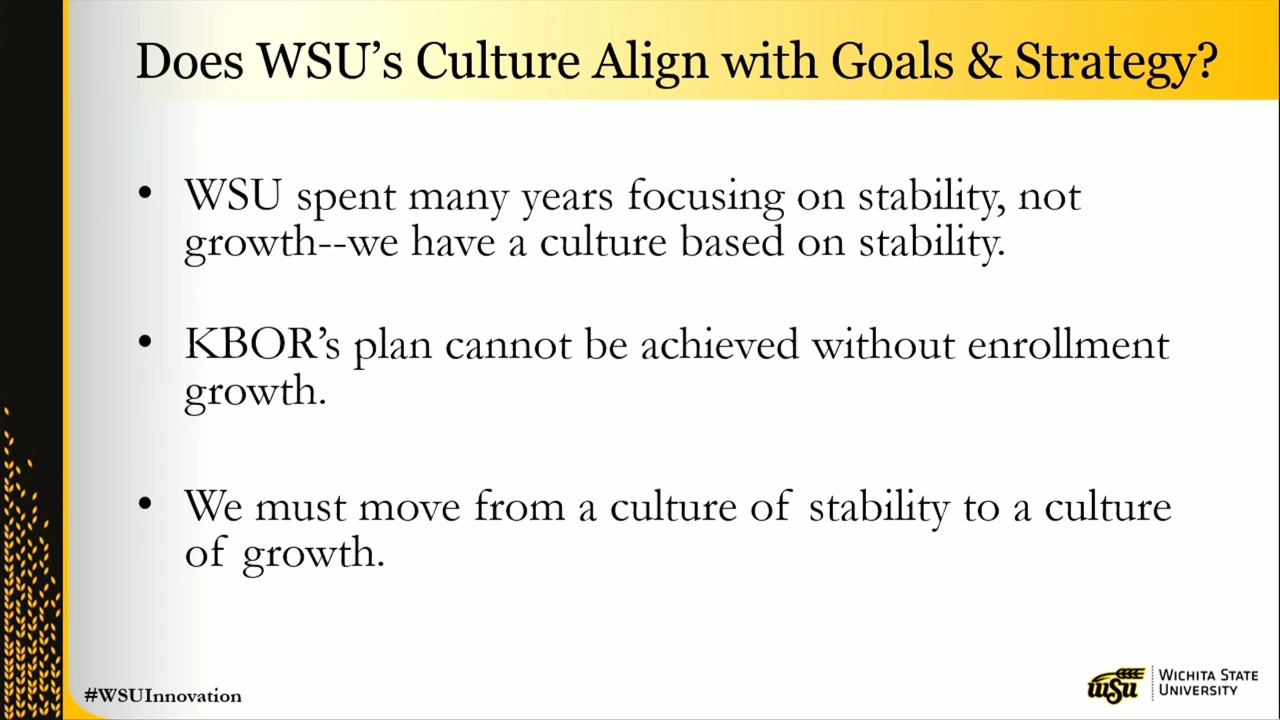 Does WSU’s Culture Align with Goals & Strategy?
• WSU spent many years focusing on stability, not
growth--we have a culture based on stability.
• KBOR’s plan cannot be achieved without enrollment
growth.
• We must move from a culture of stability to a culture
of growth.
#WSUInnovation
wsu
WICHITA STATE
UNIVERSITY